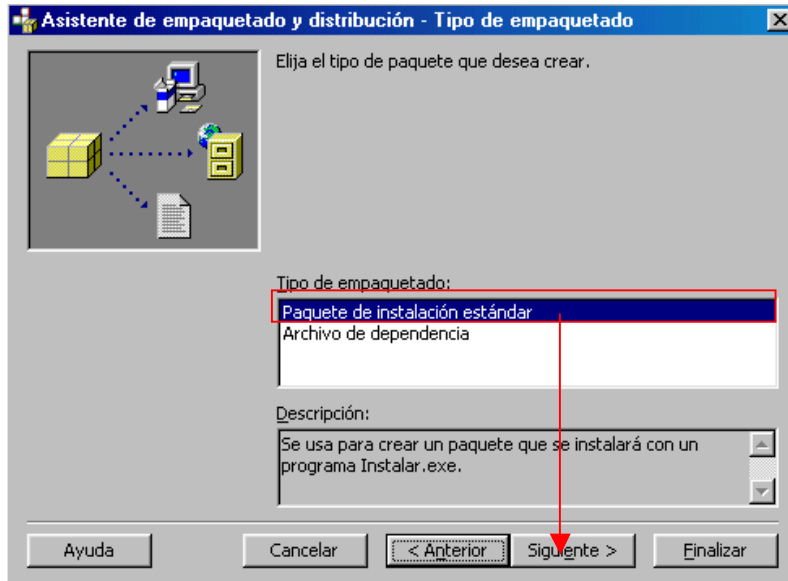 Asistente de empaquetado y distribución - Tipo de empaquetado
Elija el tipo de paquete que desea crear.
Tipo de empaquetado:
Paquete de instalación estándar
Archivo de dependencia
Descripción:
Se usa para crear un paquete que se instalará con un
programa Instalar.exe.
Ayuda
Cancelar
< Anterior
Siguiente >
Finalizar